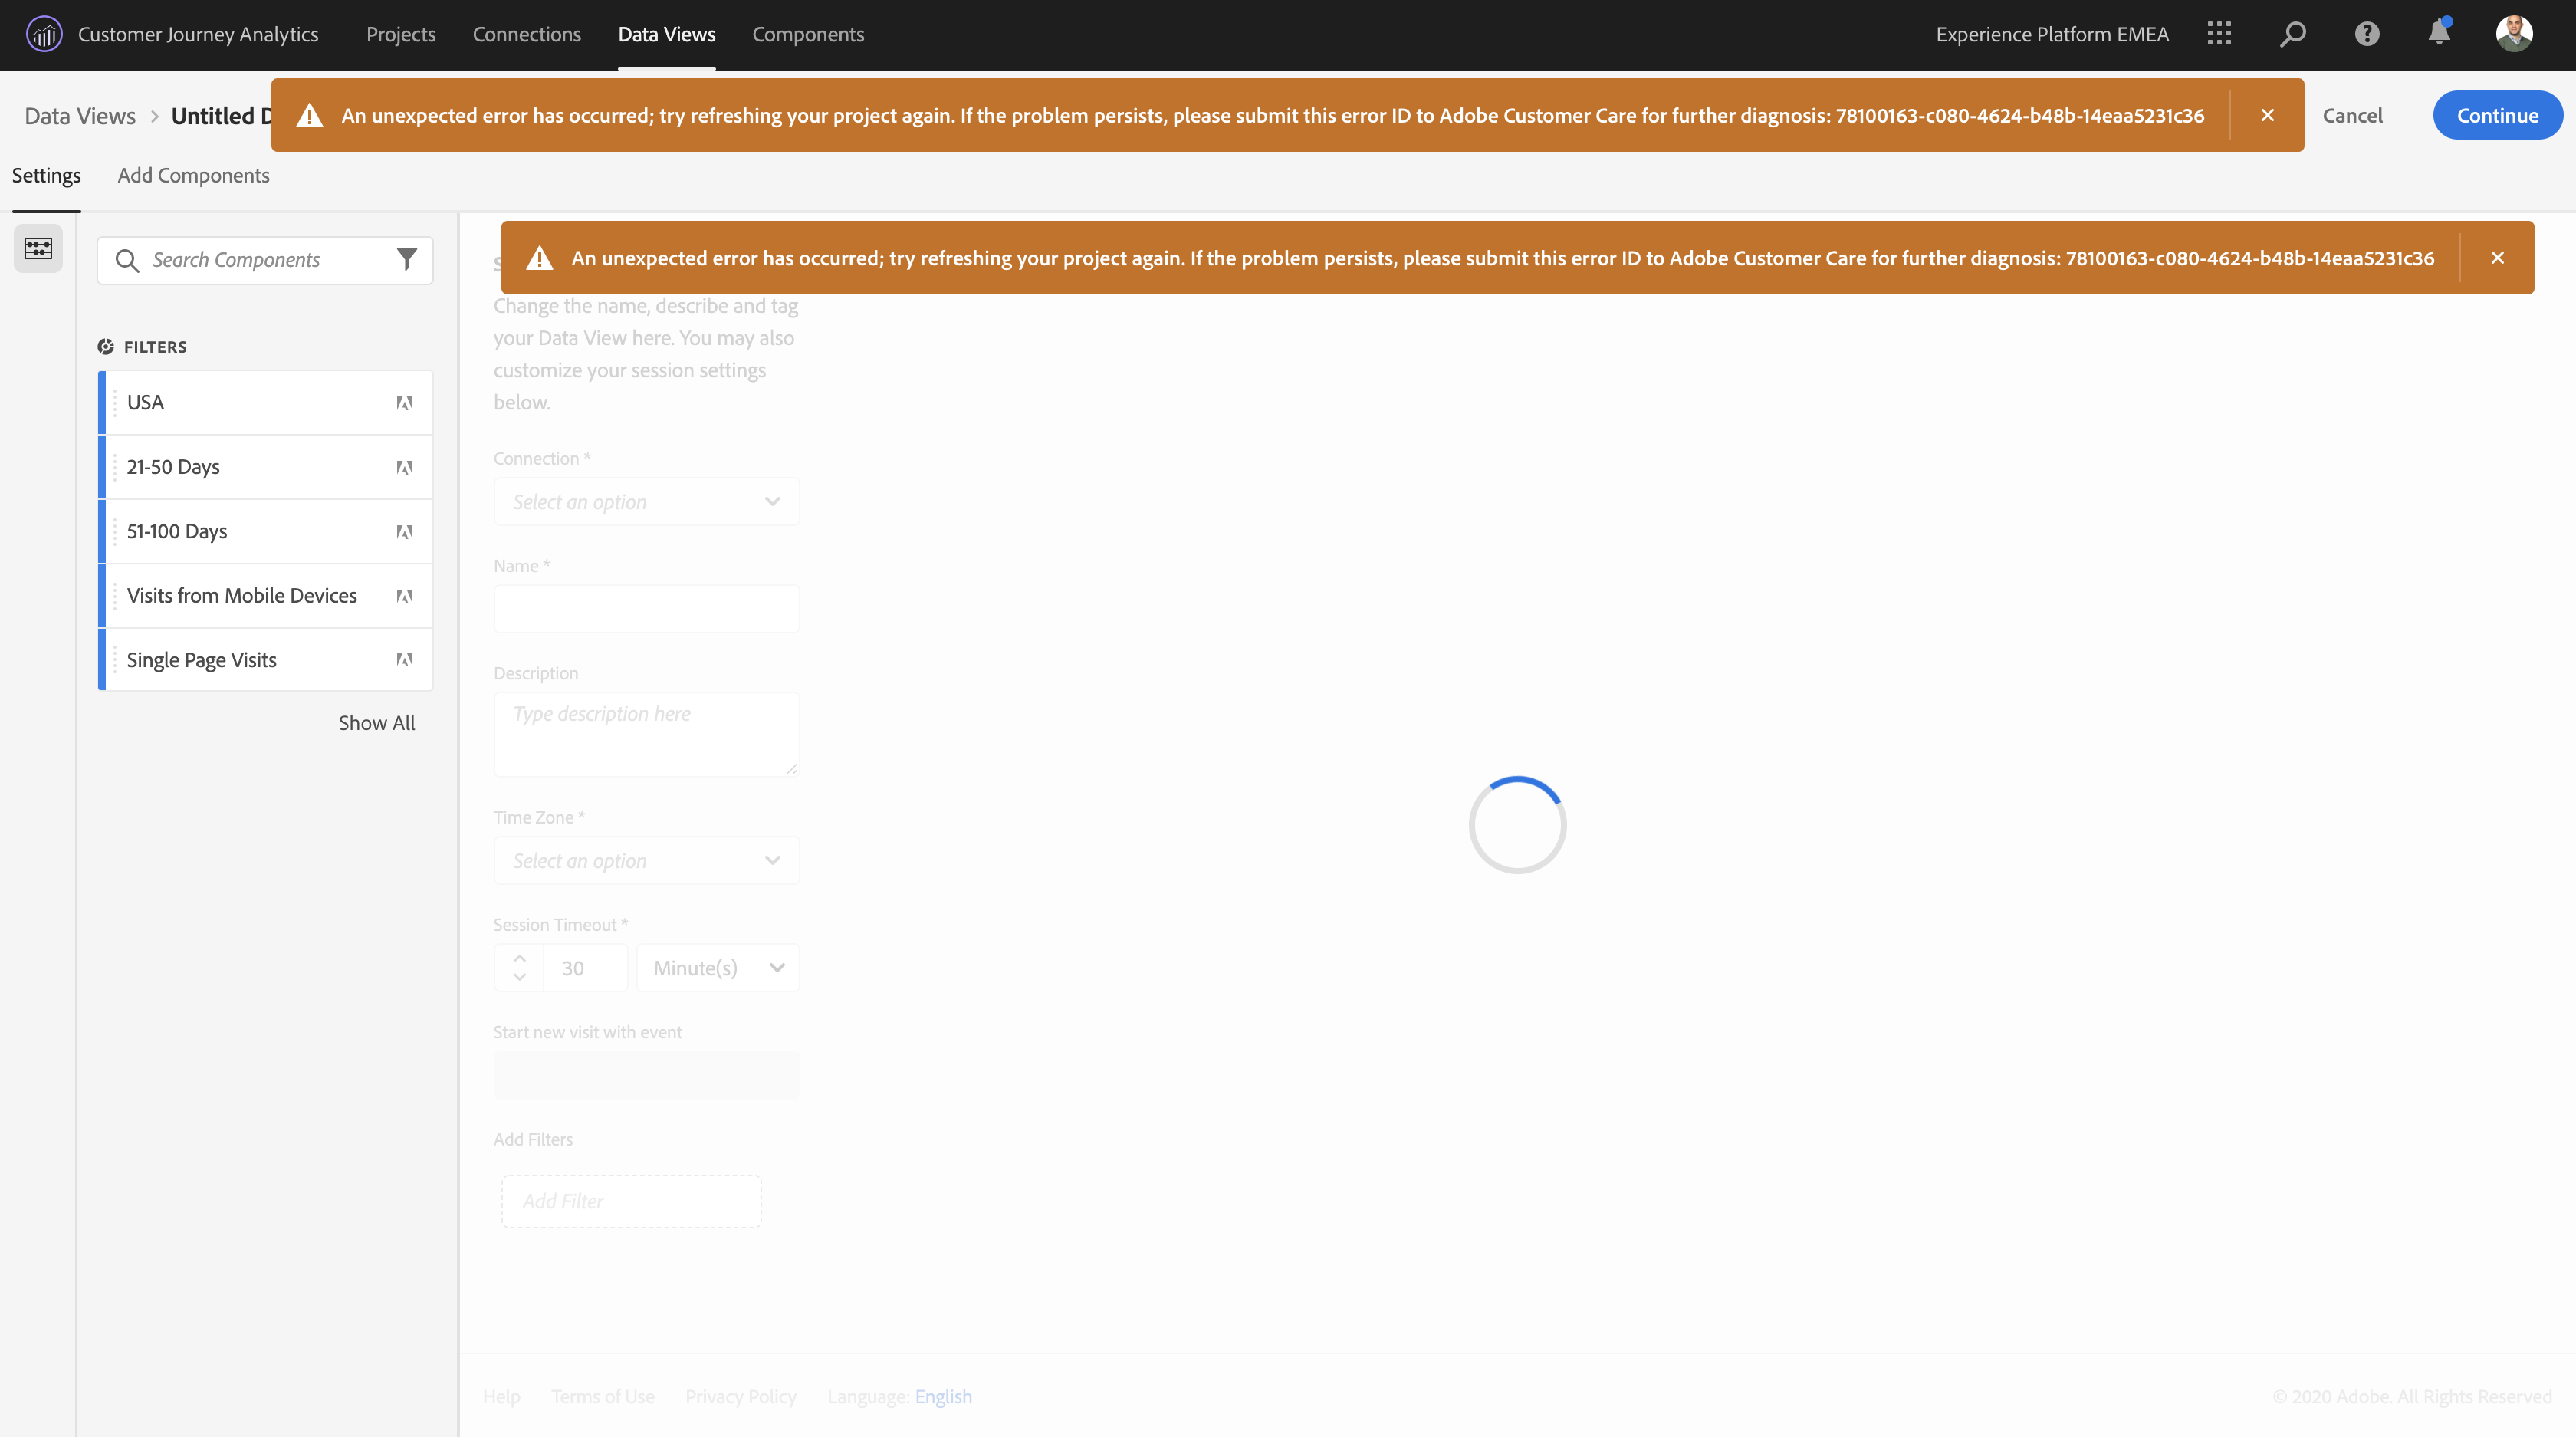 Customer Journey Analytics
Projects
Connections
Data Views
Components
Experience Platform EMEA
Data Views
Untitled D
An unexpected error has occurred; try refreshing your project again. If the problem persists, please submit this error ID to Adobe Customer Care for further diagnosis: 78100163-c080-4624-b48b-14eaa5231c36
Cancel
Continue
Settings
Add Components
Search Components
An unexpected error has occurred; try refreshing your project again. If the problem persists, please submit this error ID to Adobe Customer Care for further diagnosis: 78100163-c080-4624-b48b-14eaa5231c36
FILTERS
USA
21-50 Days
51-100 Days
Visits from Mobile Devices
Single Page Visits
Show All
Change the name, describe and tag
your Data View here. You may also
customize your session settings
below.
Connection *
Select an option
Name *
Description
Type description here
Time Zone *
Select an option
Session Timeout *
30
Minute(s)
Start new visit with event
Add Filters
Add Filter
Help
Terms of Use
Privacy Policy
Language: English
© 2020 Adobe. All Rights Reserved